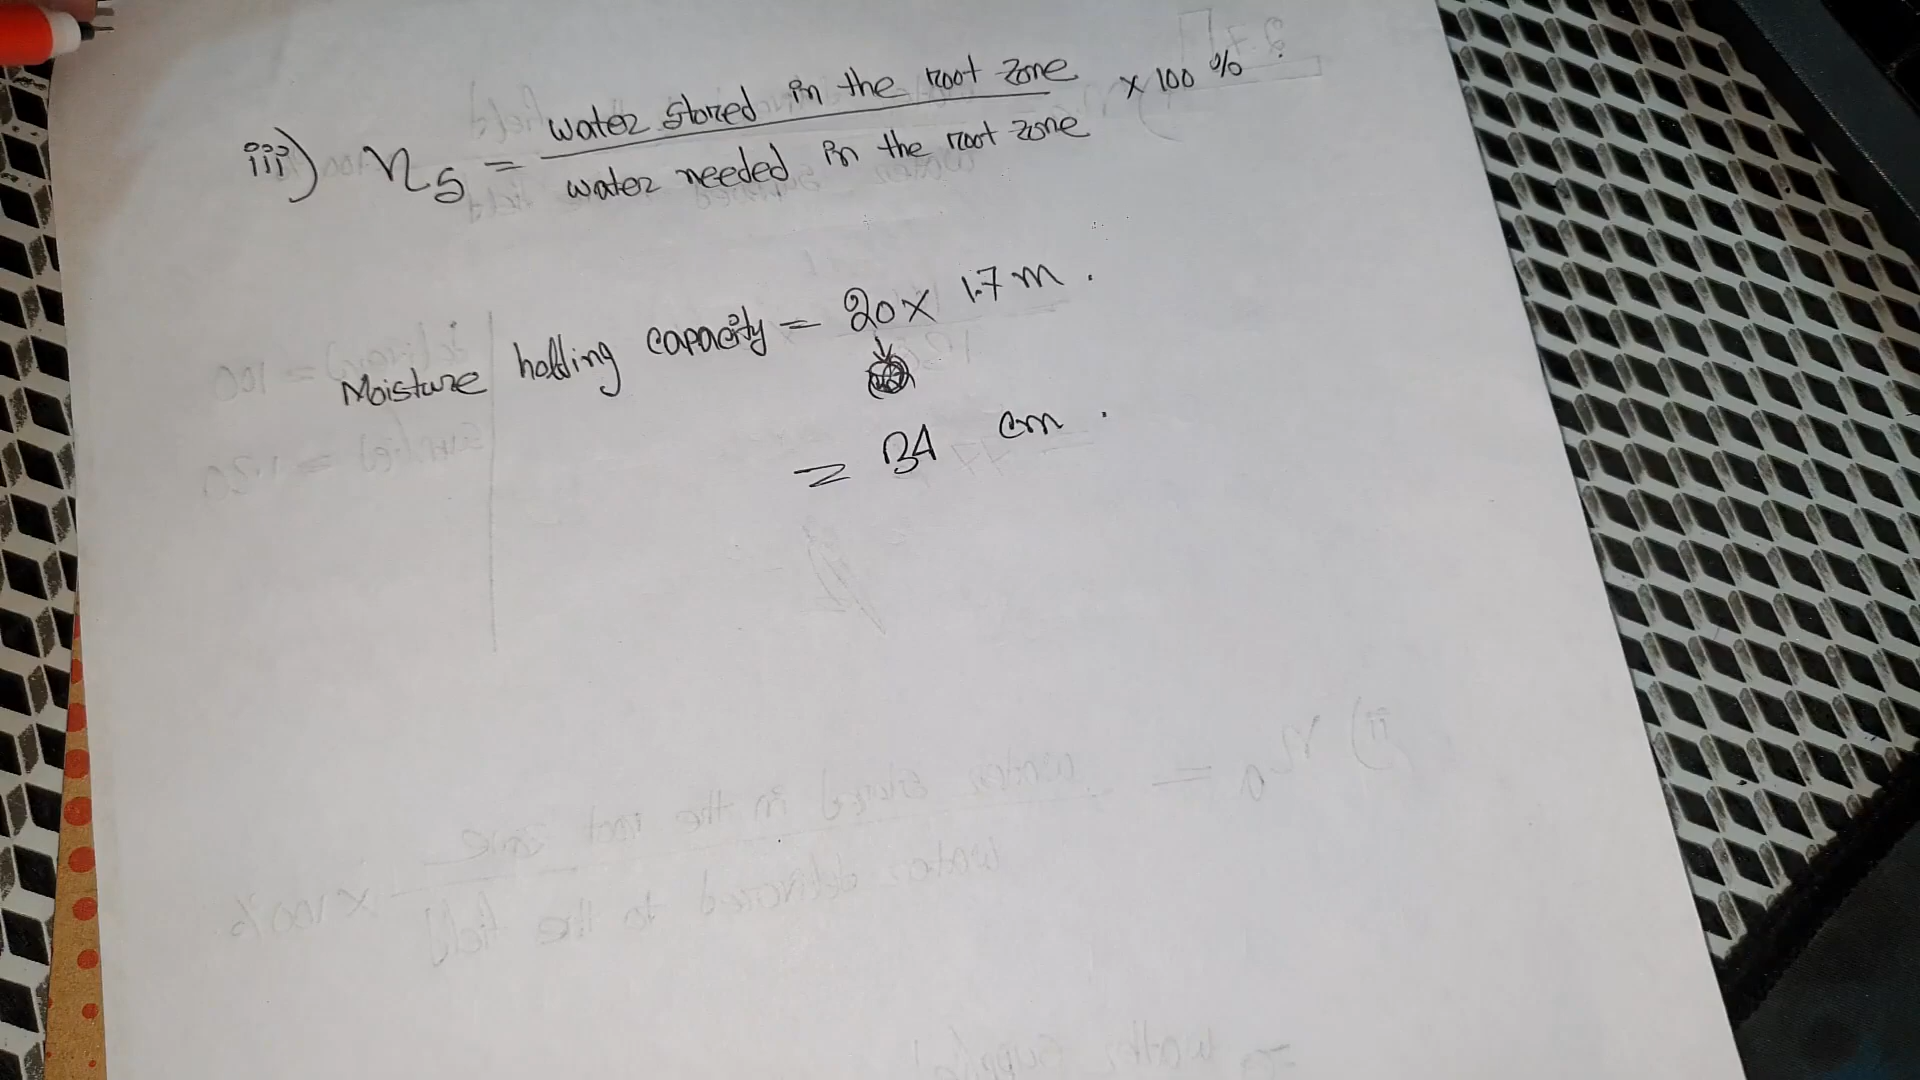 iii) η_s = water stored in the root zone / water needed in the root zone × 100 %
Moisture holding capacity = 20 × 1.7 m.
= 34 cm.